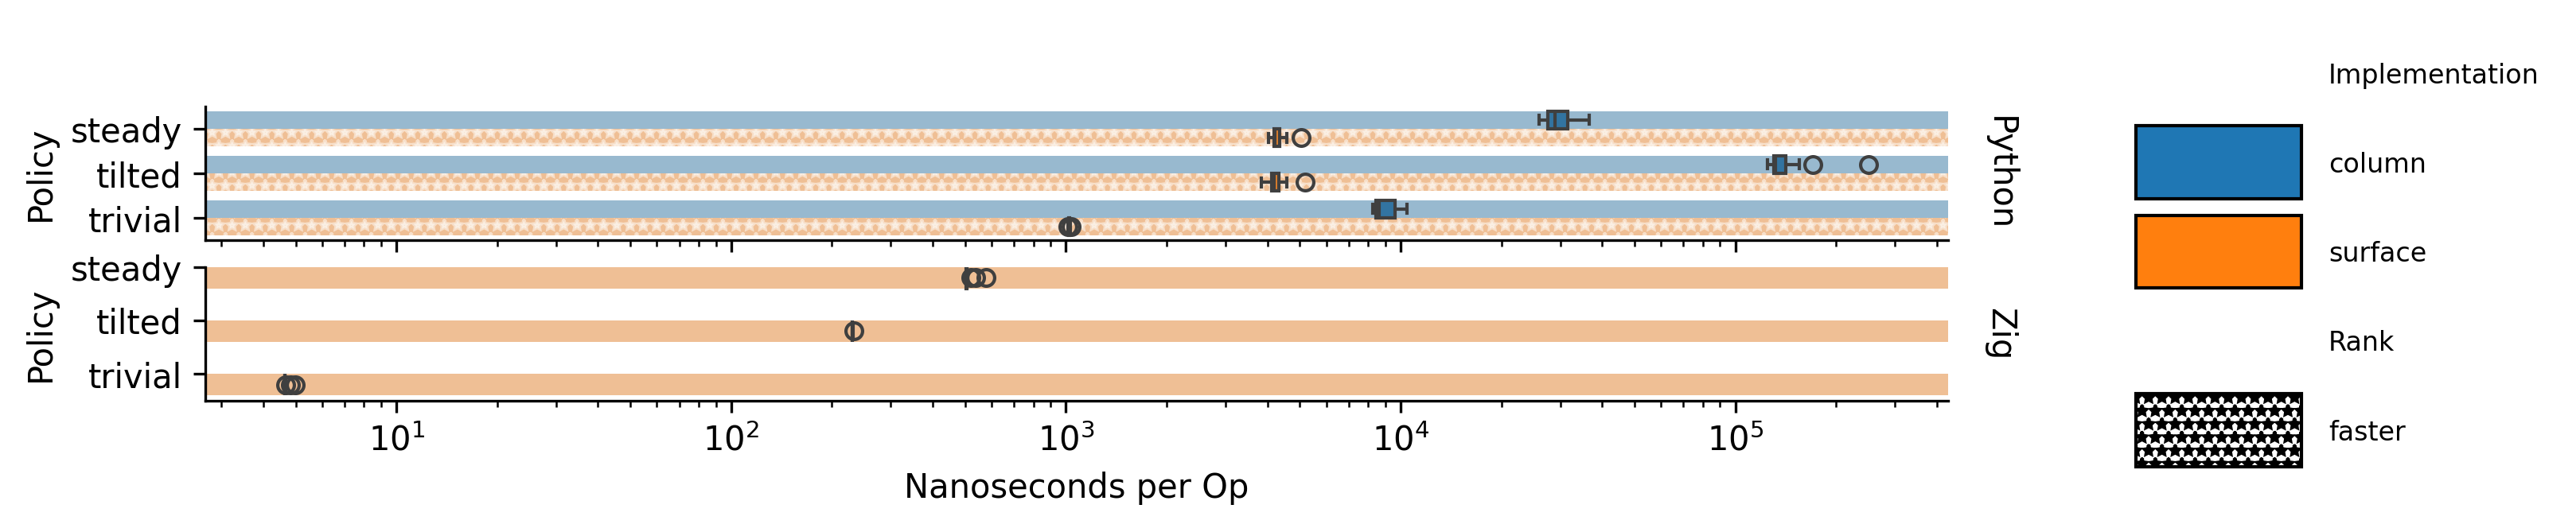 Policy
steady
tilted
trivial
Python
Policy
steady
tilted
trivial
Zig
10¹
10²
10³
10⁴
10⁵
Nanoseconds per Op
Implementation
column
surface
Rank
faster